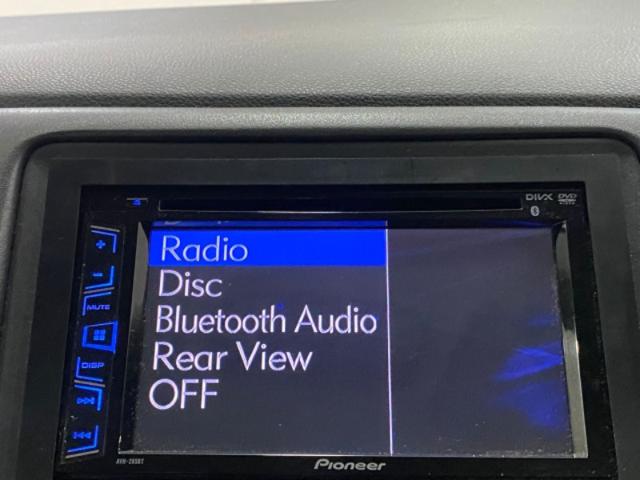 DIVX DVD
+
Radio
-
Disc
MUTE
Bluetooth Audio
Rear View
DISP
OFF
Pioneer